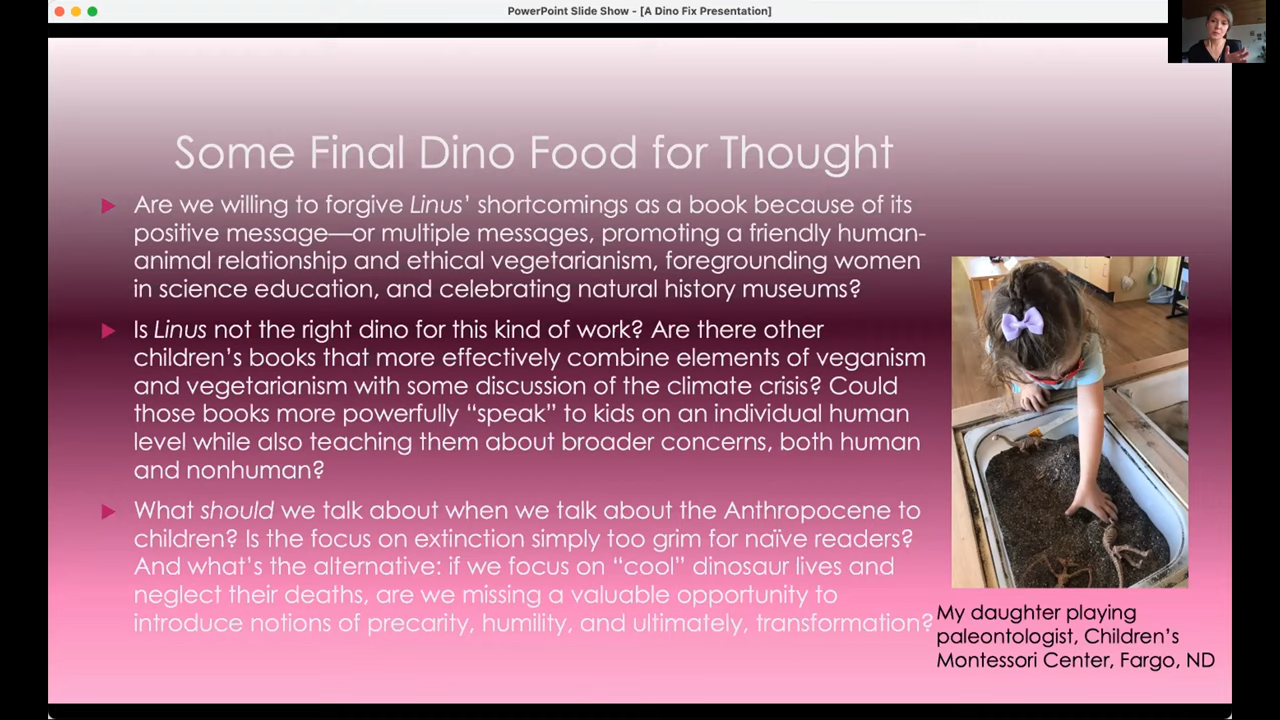 PowerPoint Slide Show - [A Dino Fix Presentation]
Some Final Dino Food for Thought
Are we willing to forgive Linus’ shortcomings as a book because of its
positive message—or multiple messages, promoting a friendly human-
animal relationship and ethical vegetarianism, foregrounding women
in science education, and celebrating natural history museums?
Is Linus not the right dino for this kind of work? Are there other
children’s books that more effectively combine elements of veganism
and vegetarianism with some discussion of the climate crisis? Could
those books more powerfully “speak” to kids on an individual human
level while also teaching them about broader concerns, both human
and nonhuman?
What should we talk about when we talk about the Anthropocene to
children? Is the focus on extinction simply too grim for naïve readers?
And what’s the alternative: if we focus on “cool” dinosaur lives and
neglect their deaths, are we missing a valuable opportunity to
introduce notions of precarity, humility, and ultimately, transformation?
My daughter playing
paleontologist, Children’s
Montessori Center, Fargo, ND